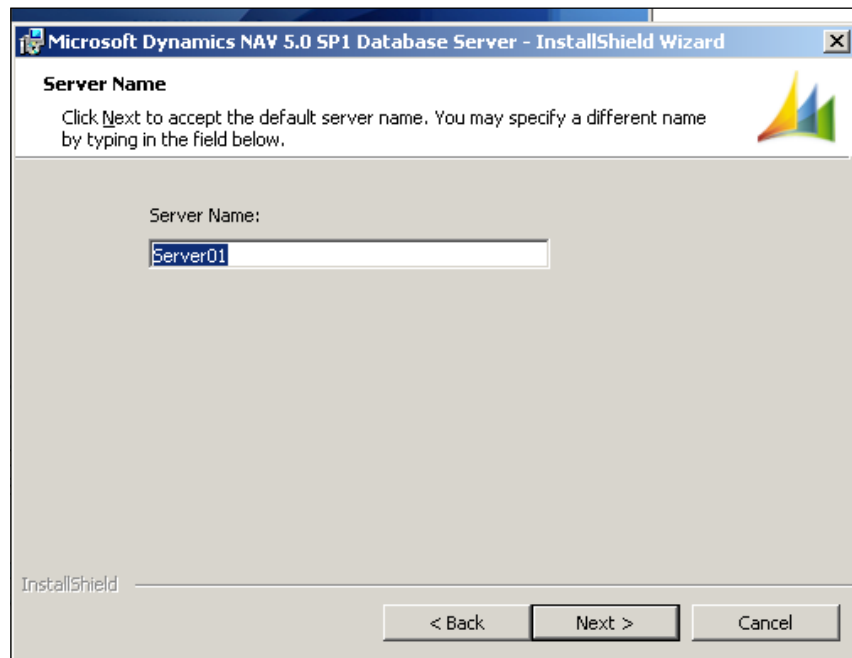 Microsoft Dynamics NAV 5.0 SP1 Database Server - InstallShield Wizard
Server Name
Click Next to accept the default server name. You may specify a different name
by typing in the field below.
Server Name:
Server01
InstallShield
< Back
Next >
Cancel